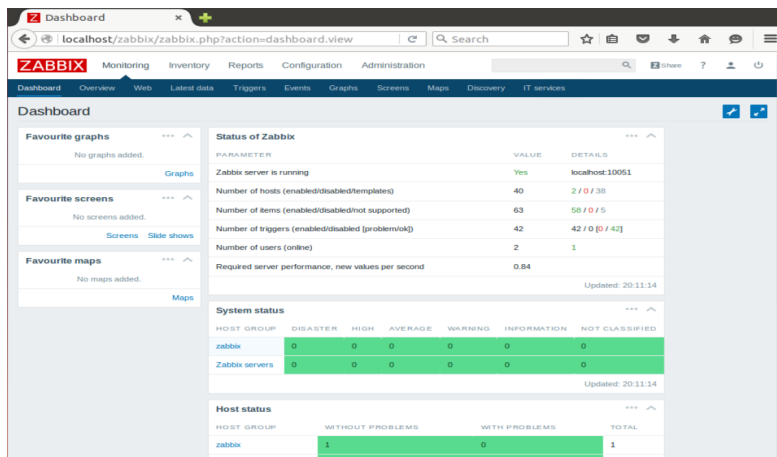 Z Dashboard
localhost/zabbix/zabbix.php?action=dashboard.view
Search
ZABBIX Monitoring Inventory Reports Configuration Administration
Z Share ?
Dashboard Overview Web Latest data Triggers Events Graphs Screens Maps Discovery IT services
Dashboard
Favourite graphs
No graphs added.
Graphs
Favourite screens
No screens added.
Screens Slide shows
Favourite maps
No maps added.
Maps
Status of Zabbix
PARAMETER VALUE DETAILS
Zabbix server is running Yes localhost:10051
Number of hosts (enabled/disabled/templates) 40 2 / 0 / 38
Number of items (enabled/disabled/not supported) 63 58 / 0 / 5
Number of triggers (enabled/disabled [problem/ok]) 42 42 / 0 [0 / 42]
Number of users (online) 2 1
Required server performance, new values per second 0.84
Updated: 20:11:14
System status
HOST GROUP DISASTER HIGH AVERAGE WARNING INFORMATION NOT CLASSIFIED
zabbix 0 0 0 0 0 0
Zabbix servers 0 0 0 0 0 0
Updated: 20:11:14
Host status
HOST GROUP WITHOUT PROBLEMS WITH PROBLEMS TOTAL
zabbix 1 0 1